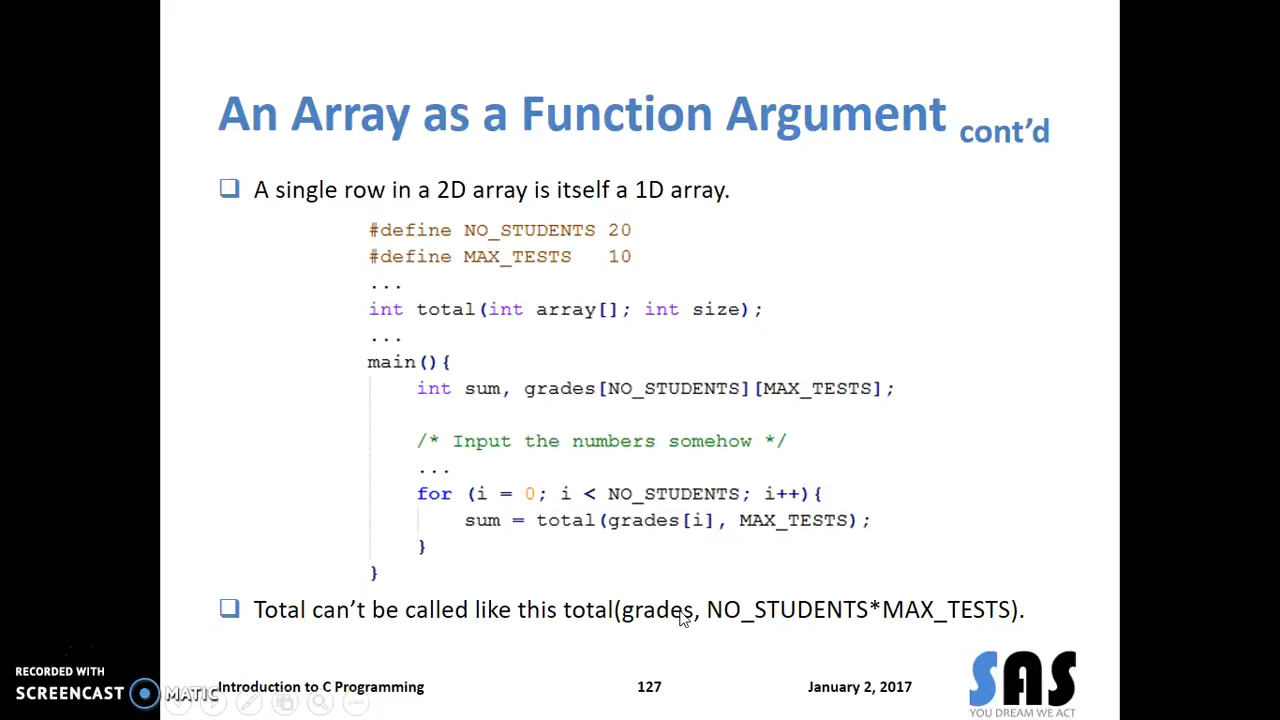 An Array as a Function Argument cont'd
A single row in a 2D array is itself a 1D array.
#define NO_STUDENTS 20
#define MAX_TESTS   10
...
int total(int array[]; int size);
...
main(){
    int sum, grades[NO_STUDENTS][MAX_TESTS];
    /* Input the numbers somehow */
    ...
    for (i = 0; i < NO_STUDENTS; i++){
        sum = total(grades[i], MAX_TESTS);
    }
}
Total can't be called like this total(grades, NO_STUDENTS*MAX_TESTS).
RECORDED WITH
SCREENCAST MATIC
Introduction to C Programming
127
January 2, 2017
SAS
YOU DREAM WE ACT